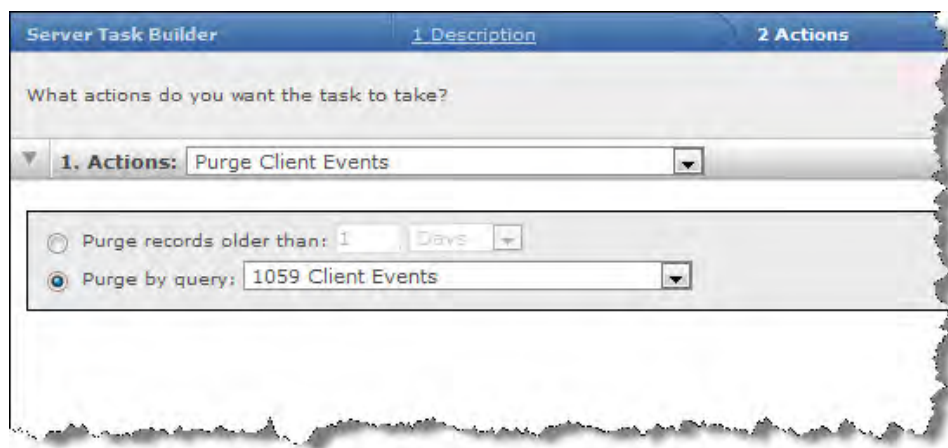 Server Task Builder 1 Description 2 Actions
What actions do you want the task to take?
1. Actions: Purge Client Events
Purge records older than: 1 Days
Purge by query: 1059 Client Events